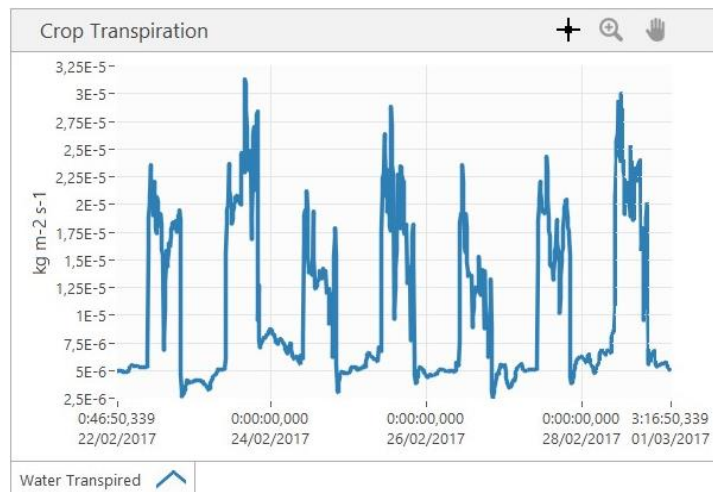 Crop Transpiration
3,25E-5
3E-5
2,75E-5
2,5E-5
2,25E-5
2E-5
1,75E-5
1,5E-5
1,25E-5
1E-5
7,5E-6
5E-6
2,5E-6
kg m-2 s-1
0:46:50,339 0:00:00,000 0:00:00,000 0:00:00,000 3:16:50,339
22/02/2017 24/02/2017 26/02/2017 28/02/2017 01/03/2017
Water Transpired